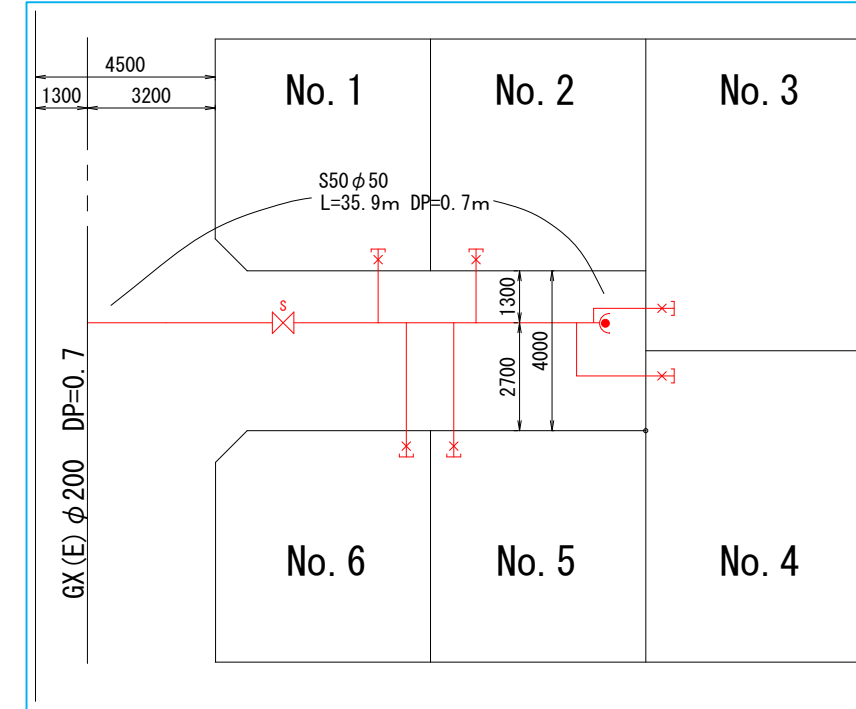 4500
1300
3200
No. 1
No. 2
No. 3
S50φ50
L=35.9m DP=0.7m
S
1300
2700
4000
GX(E)φ200 DP=0.7
No. 6
No. 5
No. 4